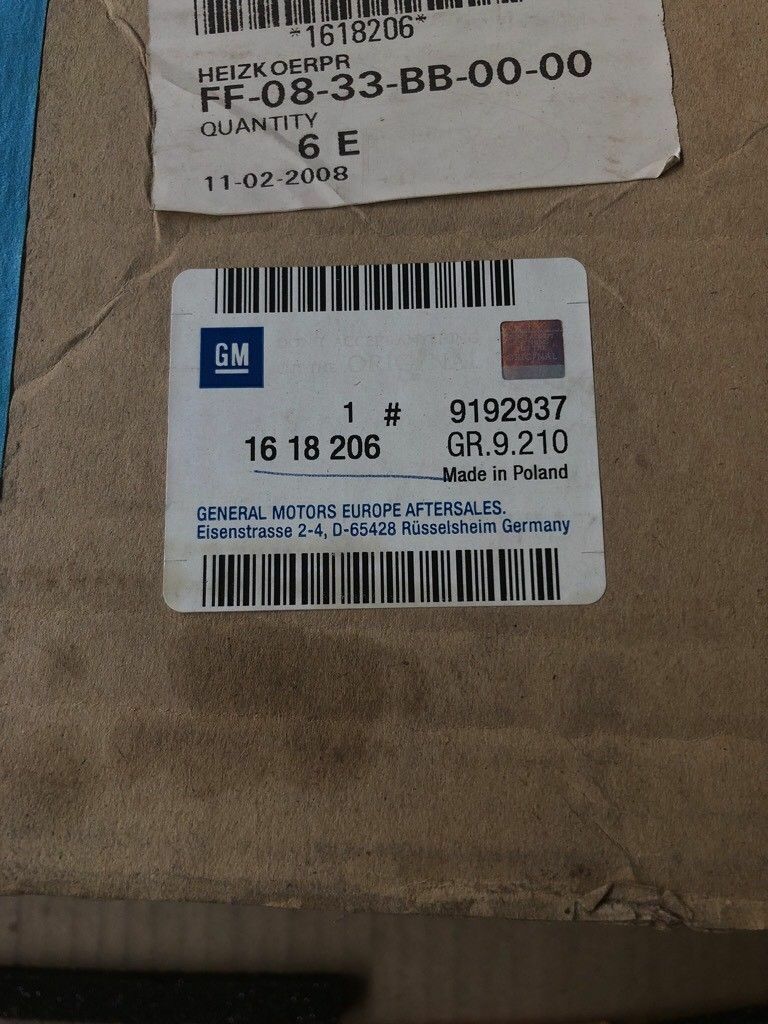 *1618206*
HEIZKOERPR
FF-08-33-BB-00-00
QUANTITY
6 E
11-02-2008
GM
ORIGINAL
1 # 9192937
16 18 206 GR.9.210
Made in Poland
GENERAL MOTORS EUROPE AFTERSALES.
Eisenstrasse 2-4, D-65428 Rüsselsheim Germany